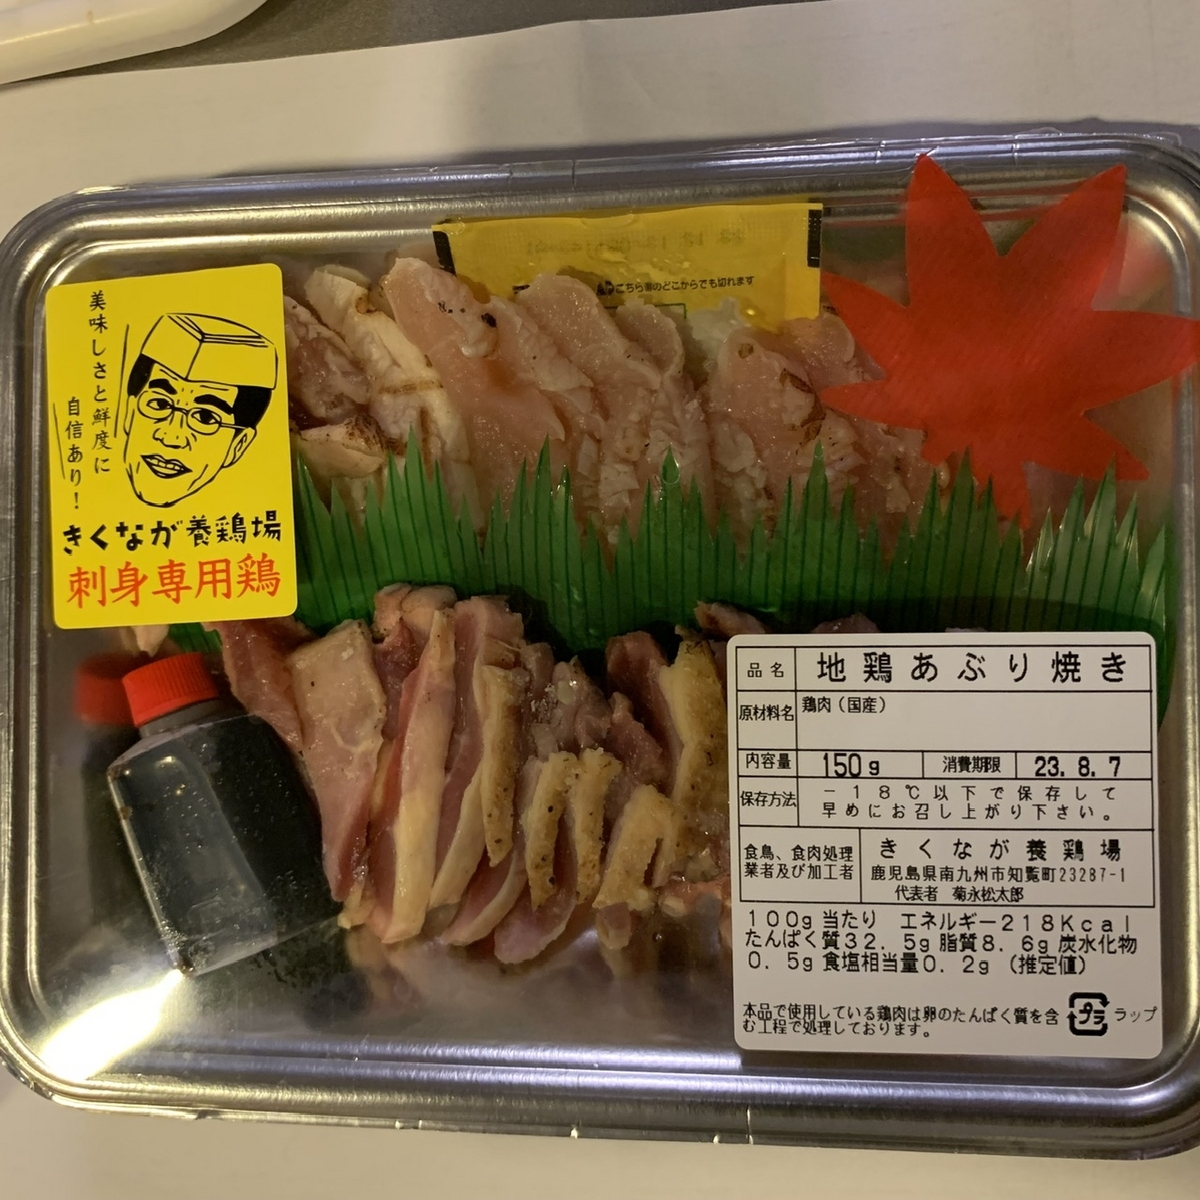 美味しさと鮮度に
自信あり！
きくなが養鶏場
刺身専用鶏
こちら側のどこからでも切れます
品名 地鶏あぶり焼き
原材料名 鶏肉（国産）
内容量 150g 消費期限 23.8.7
保存方法 －18℃以下で保存して
早めにお召し上がり下さい。
食鳥、食肉処理
業者及び加工者
きくなが養鶏場
鹿児島県南九州市知覧町23287-1
代表者 菊永松太郎
100g当たり エネルギー218Kcal
たんぱく質32.5g脂質8.6g炭水化物
0.5g食塩相当量0.2g（推定値）
本品で使用している鶏肉は卵のたんぱく質を含
む工程で処理しております。
プラ ラップ